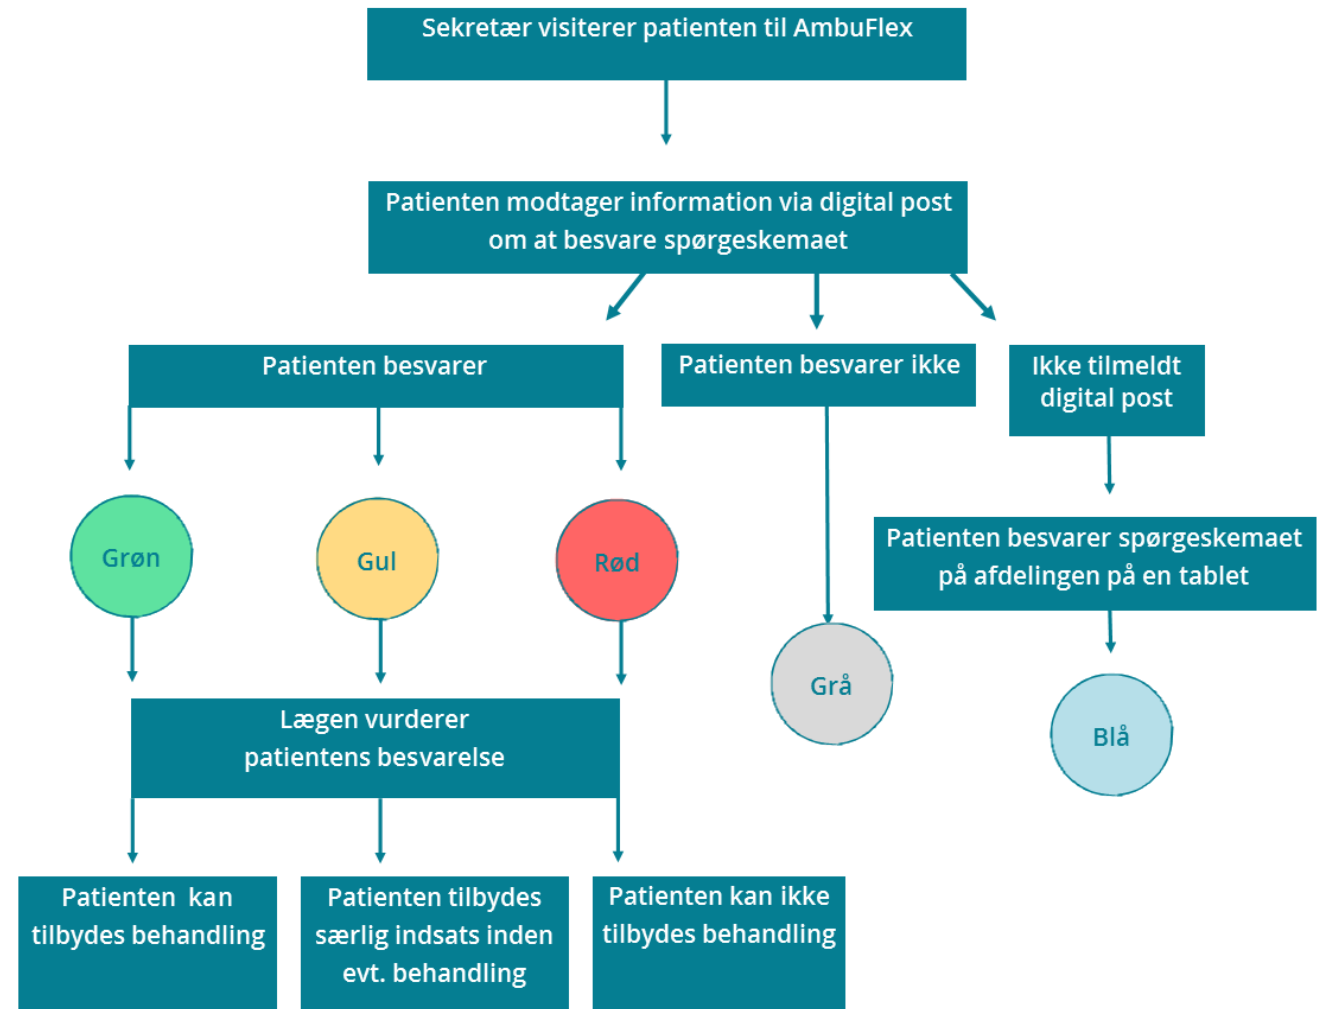 Sekretær visiterer patienten til AmbuFlex
Patienten modtager information via digital post
om at besvare spørgeskemaet
Patienten besvarer
Patienten besvarer ikke
Ikke tilmeldt
digital post
Grøn
Gul
Rød
Patienten besvarer spørgeskemaet
på afdelingen på en tablet
Grå
Blå
Lægen vurderer
patientens besvarelse
Patienten kan
tilbydes behandling
Patienten tilbydes
særlig indsats inden
evt. behandling
Patienten kan ikke
tilbydes behandling